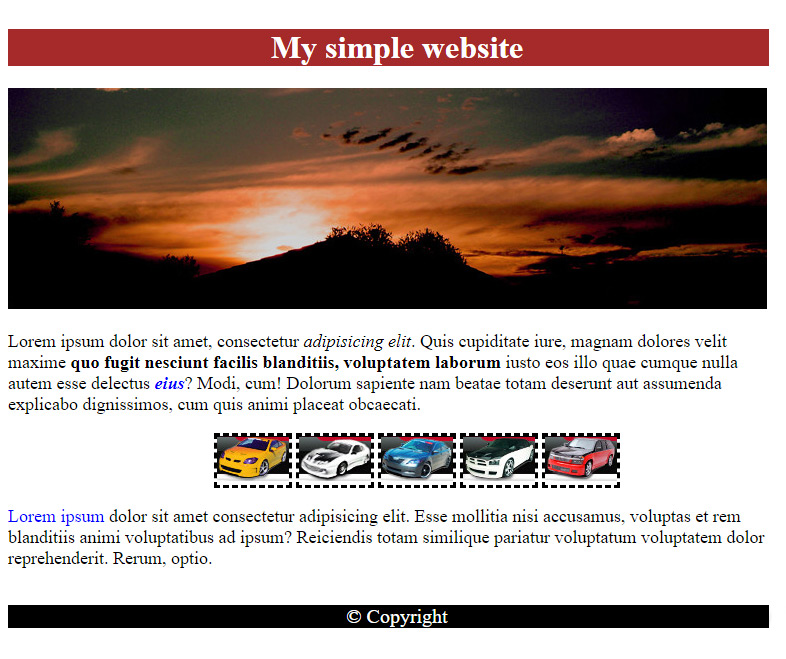 My simple website
Lorem ipsum dolor sit amet, consectetur adipisicing elit. Quis cupiditate iure, magnam dolores velit
maxime quo fugit nesciunt facilis blanditiis, voluptatem laborum iusto eos illo quae cumque nulla
autem esse delectus eius? Modi, cum! Dolorum sapiente nam beatae totam deserunt aut assumenda
explicabo dignissimos, cum quis animi placeat obcaecati.
Lorem ipsum dolor sit amet consectetur adipisicing elit. Esse mollitia nisi accusamus, voluptas et rem
blanditiis animi voluptatibus ad ipsum? Reiciendis totam similique pariatur voluptatum voluptatem dolor
reprehenderit. Rerum, optio.
© Copyright